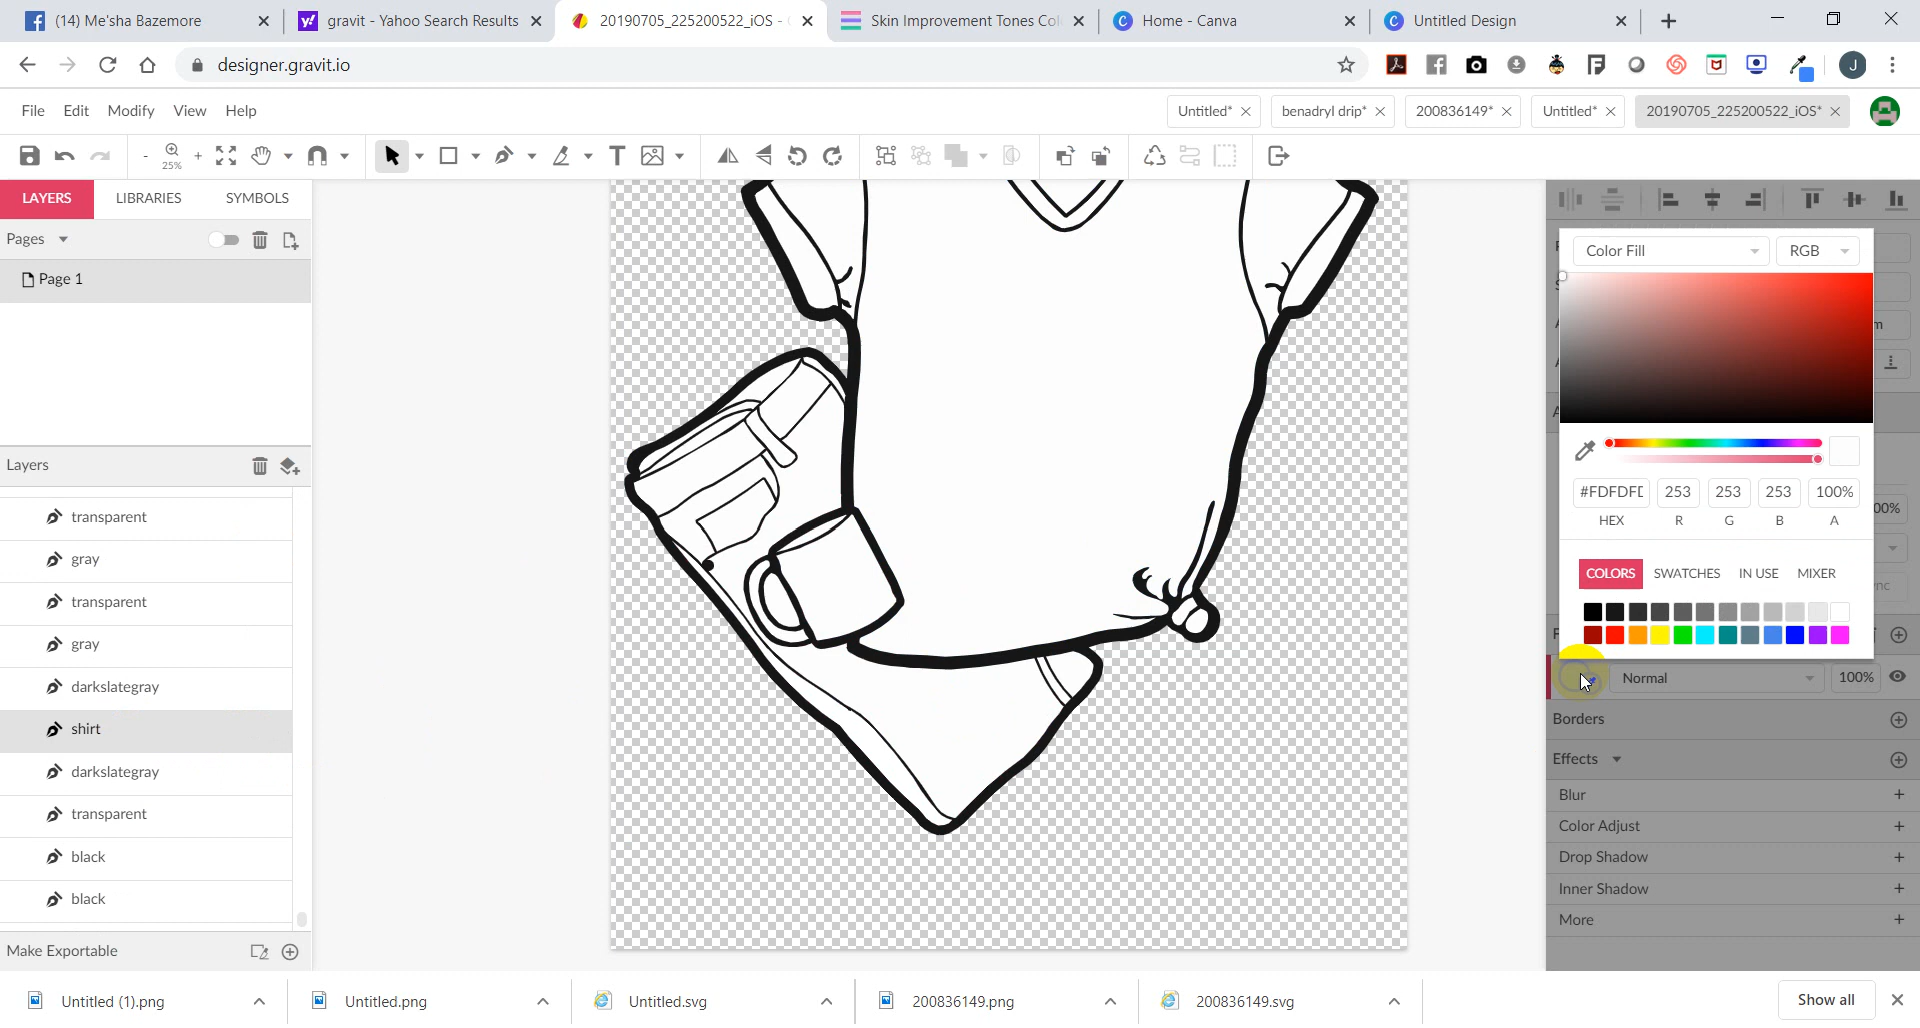 (14) Me'sha Bazemore
gravit - Yahoo Search Results
20190705_225200522_iOS -
Skin Improvement Tones
Home - Canva
Untitled Design
designer.gravit.io
J
File Edit Modify View Help
Untitled*
benadryl drip*
200836149*
Untitled*
20190705_225200522_iOS*
- 25% +
LAYERS
LIBRARIES
SYMBOLS
Pages
Page 1
Layers
transparent
gray
transparent
gray
darkslategray
shirt
darkslategray
transparent
black
black
Make Exportable
Color Fill
RGB
#FDFDFD 253 253 253 100%
HEX R G B A
COLORS SWATCHES IN USE MIXER
Normal 100%
Borders
Effects
Blur
Color Adjust
Drop Shadow
Inner Shadow
More
Untitled (1).png
Untitled.png
Untitled.svg
200836149.png
200836149.svg
Show all